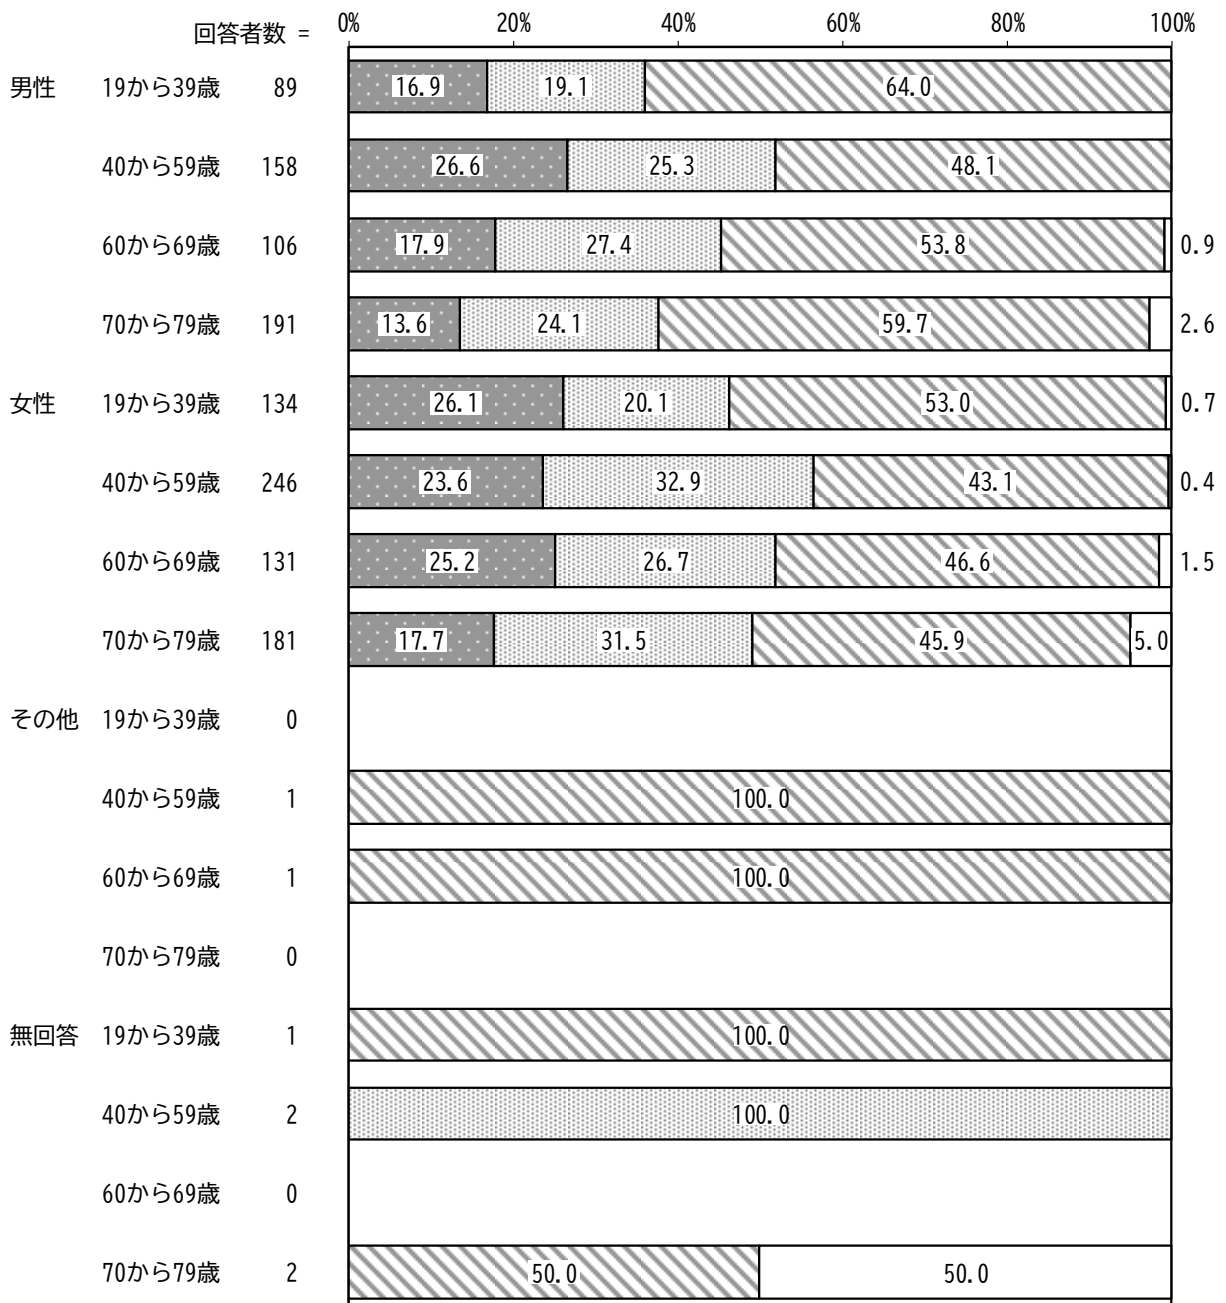 回答者数 =
0% 20% 40% 60% 80% 100%
男性 19から39歳 89 16.9 19.1 64.0
40から59歳 158 26.6 25.3 48.1
60から69歳 106 17.9 27.4 53.8 0.9
70から79歳 191 13.6 24.1 59.7 2.6
女性 19から39歳 134 26.1 20.1 53.0 0.7
40から59歳 246 23.6 32.9 43.1 0.4
60から69歳 131 25.2 26.7 46.6 1.5
70から79歳 181 17.7 31.5 45.9 5.0
その他 19から39歳 0
40から59歳 1 100.0
60から69歳 1 100.0
70から79歳 0
無回答 19から39歳 1 100.0
40から59歳 2 100.0
60から69歳 0
70から79歳 2 50.0 50.0